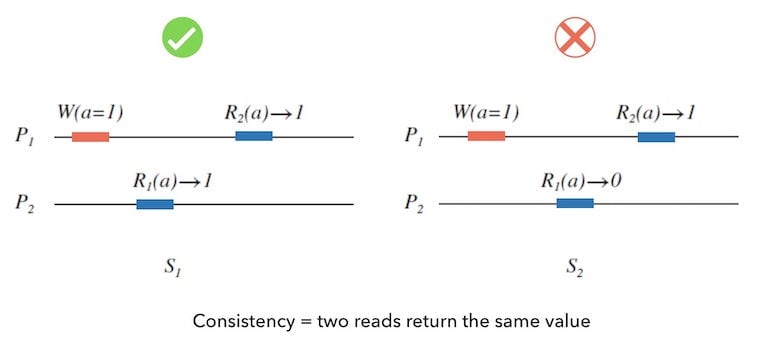 W(a=1) R₂(a)→1
P₁
R₁(a)→1
P₂
S₁
W(a=1) R₂(a)→1
P₁
R₁(a)→0
P₂
S₂
Consistency = two reads return the same value